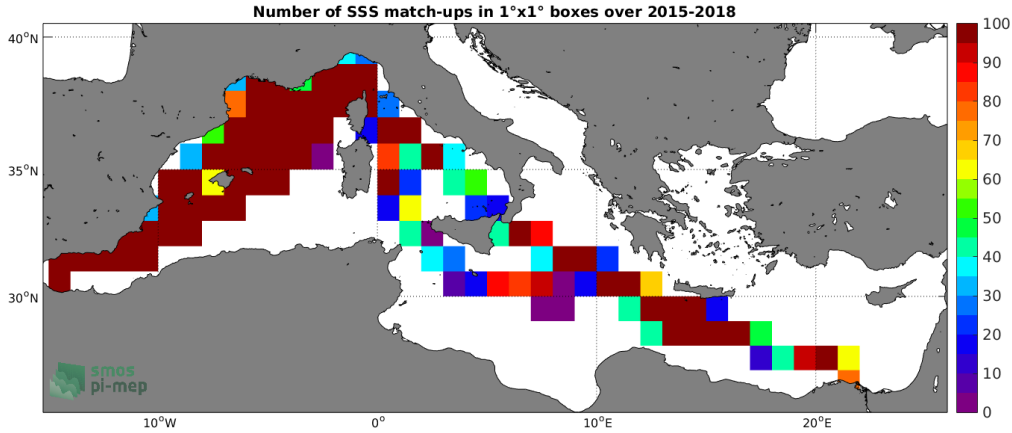 Number of SSS match-ups in 1°x1° boxes over 2015-2018
40°N
35°N
30°N
10°W
0°
10°E
20°E
100
90
80
70
60
50
40
30
20
10
0
smos
pi-mep